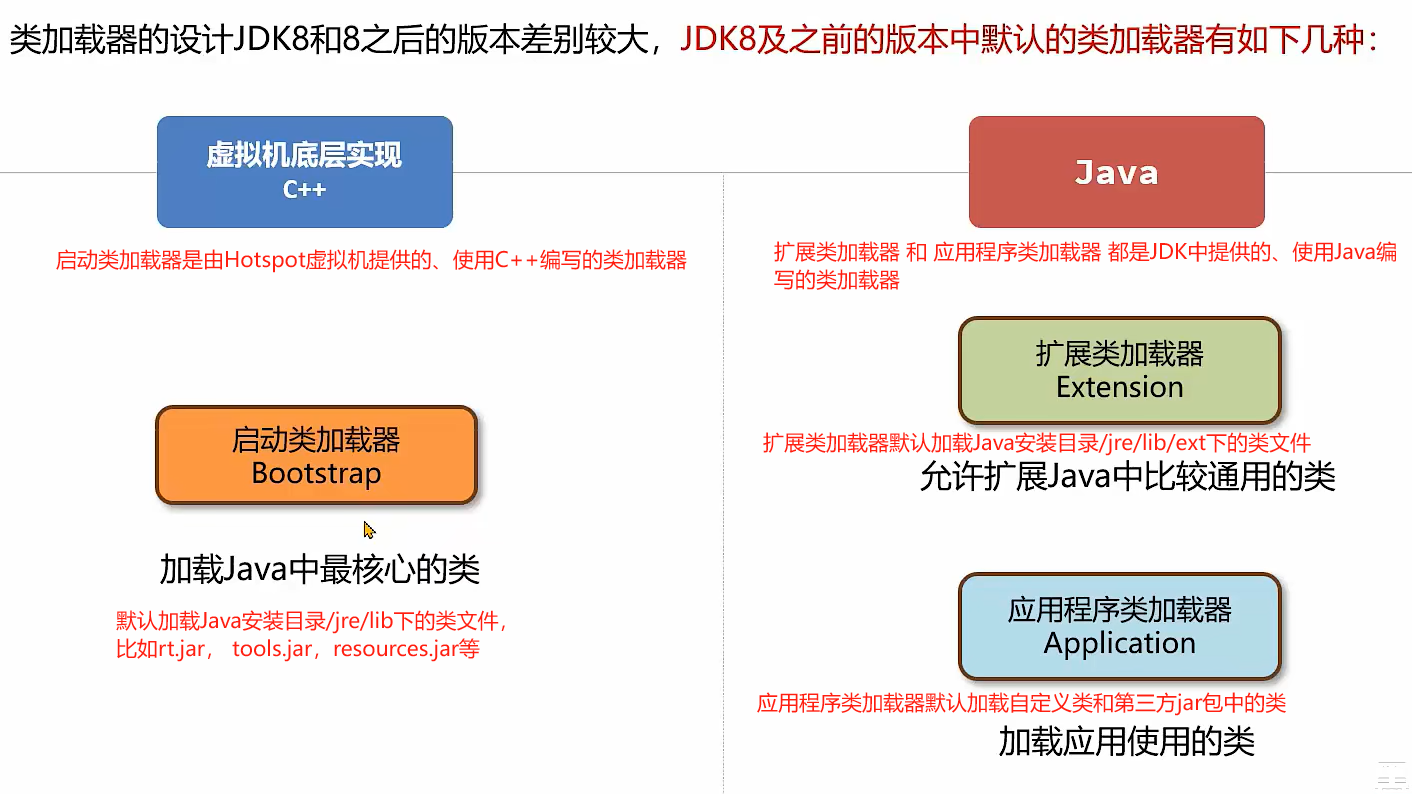 类加载器的设计JDK8和8之后的版本差别较大，JDK8及之前的版本中默认的类加载器有如下几种：
虚拟机底层实现
C++
启动类加载器是由Hotspot虚拟机提供的、使用C++编写的类加载器
启动类加载器
Bootstrap
加载Java中最核心的类
默认加载Java安装目录/jre/lib下的类文件，
比如rt.jar， tools.jar，resources.jar等
Java
扩展类加载器 和 应用程序类加载器 都是JDK中提供的、使用Java编
写的类加载器
扩展类加载器
Extension
扩展类加载器默认加载Java安装目录/jre/lib/ext下的类文件
允许扩展Java中比较通用的类
应用程序类加载器
Application
应用程序类加载器默认加载自定义类和第三方jar包中的类
加载应用使用的类